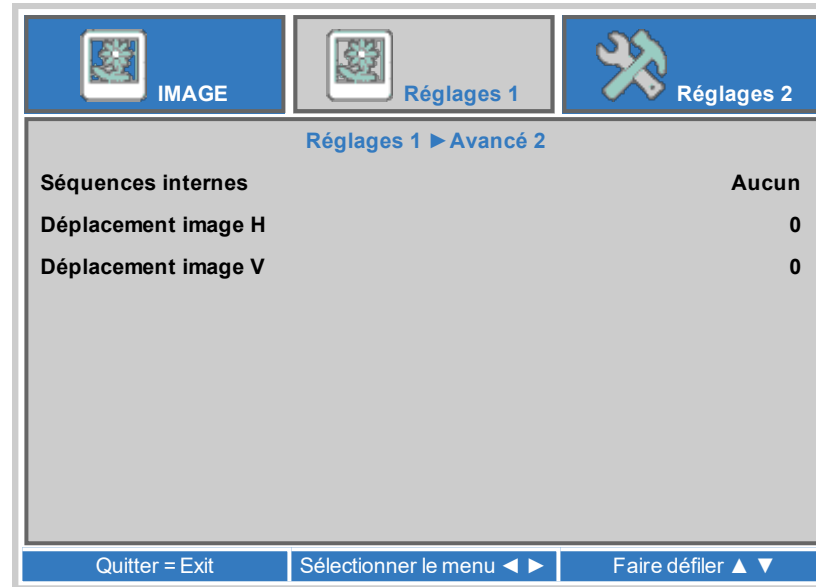 IMAGE
Réglages 1
Réglages 2
Réglages 1 ►Avancé 2
Séquences internes Aucun
Déplacement image H 0
Déplacement image V 0
Quitter = Exit
Sélectionner le menu ◄ ►
Faire défiler ▲ ▼